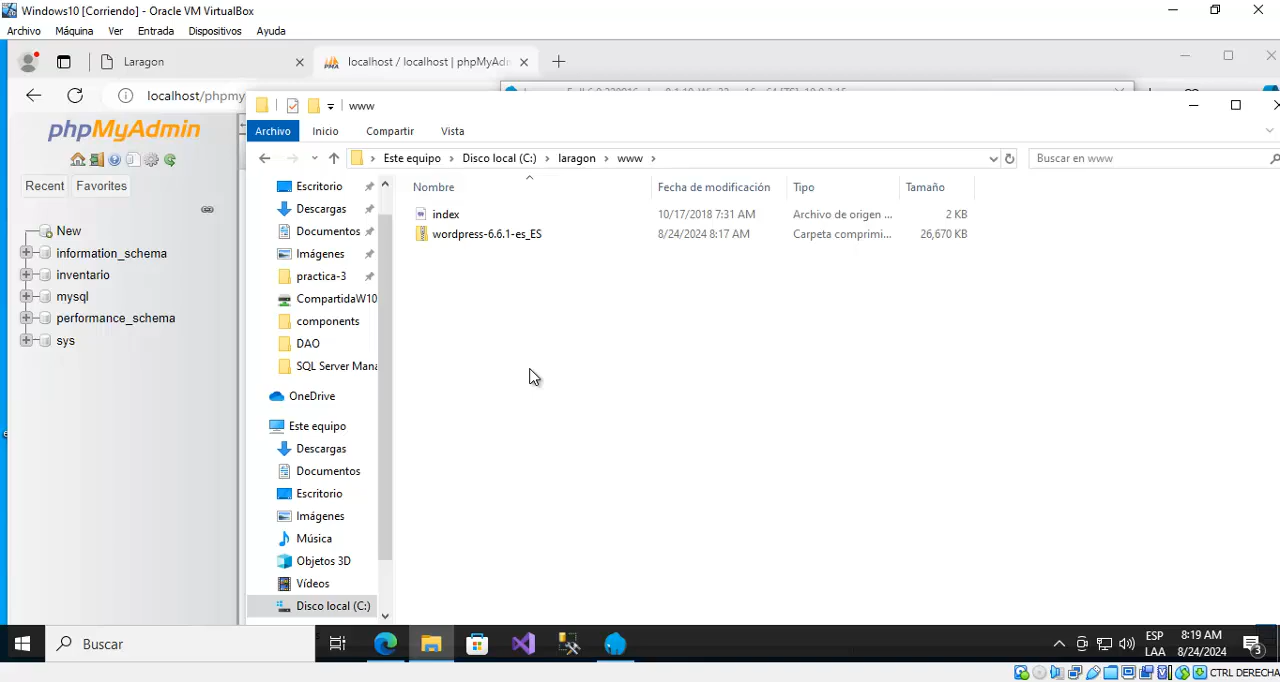 Windows10 [Corriendo] - Oracle VM VirtualBox
Archivo Máquina Ver Entrada Dispositivos Ayuda
Laragon
localhost / localhost | phpMyAdn
localhost/phpmy
phpMyAdmin
Recent Favorites
New
information_schema
inventario
mysql
performance_schema
sys
www
Archivo Inicio Compartir Vista
Este equipo Disco local (C:) laragon www
Buscar en www
Nombre Fecha de modificación Tipo Tamaño
index 10/17/2018 7:31 AM Archivo de origen ... 2 KB
wordpress-6.6.1-es_ES 8/24/2024 8:17 AM Carpeta comprimi... 26,670 KB
Escritorio
Descargas
Documentos
Imágenes
practica-3
CompartidaW10
components
DAO
SQL Server Mana
OneDrive
Este equipo
Descargas
Documentos
Escritorio
Imágenes
Música
Objetos 3D
Vídeos
Disco local (C:)
Buscar
ESP
LAA
8:19 AM
8/24/2024
3
CTRL DERECHA